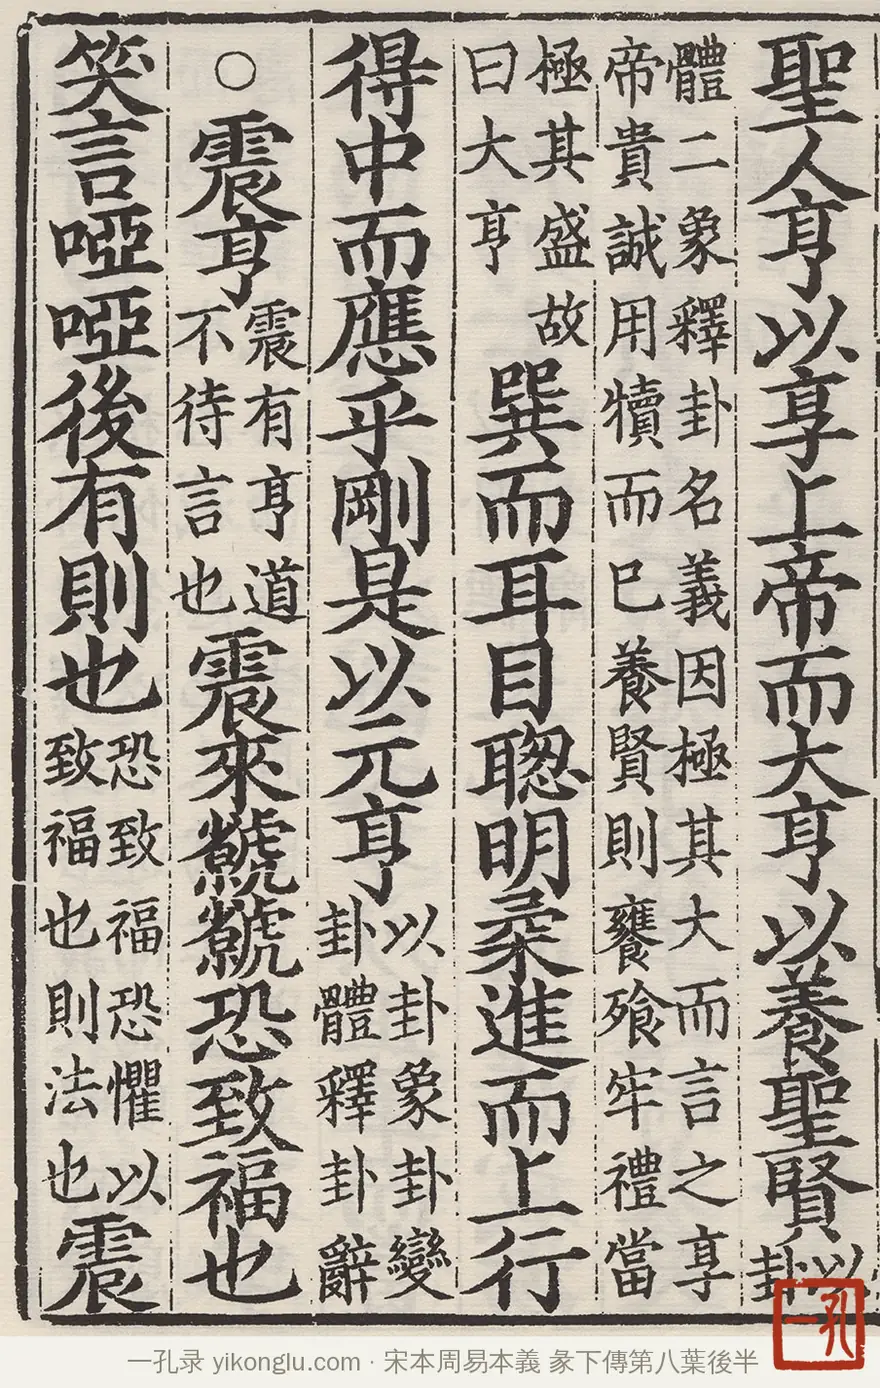 聖人亨以享上帝而大亨以養聖賢以卦
體二象釋卦名義因極其大而言之享帝貴誠用犢而已養賢則饔飱牢禮當
極其盛故曰大亨巽而耳目聦明柔進而上行
得中而應乎剛是以元亨以卦象卦變卦體釋卦辭
○震亨震有亨道不待言也震來虩虩恐致福也
笑言啞啞後有則也恐致福恐懼以致福也則法也震
一孔
一孔录 yikonglu.com · 宋本周易本義 彖下傳第八葉後半